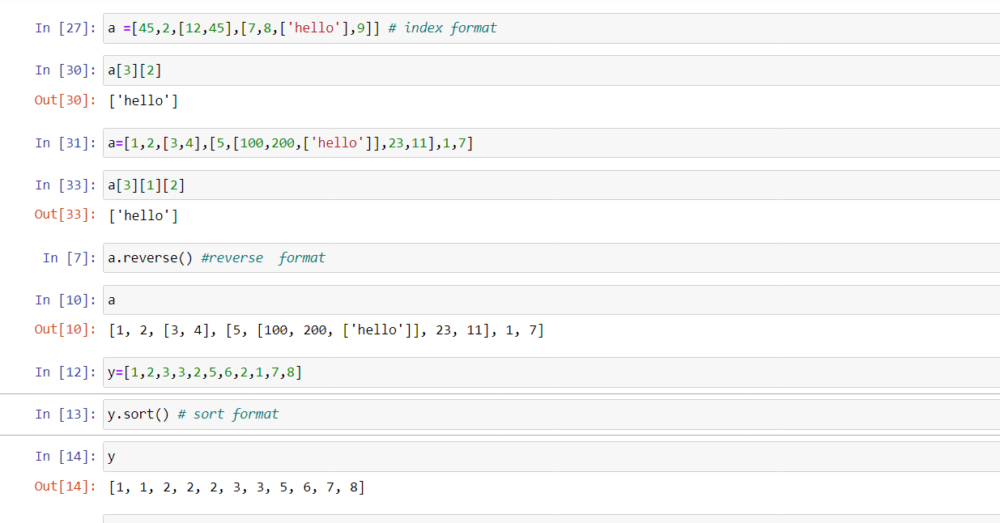 In [27]: a =[45,2,[12,45],[7,8,['hello'],9]] # index format
In [30]: a[3][2]
Out[30]: ['hello']
In [31]: a=[1,2,[3,4],[5,[100,200,['hello']],23,11],1,7]
In [33]: a[3][1][2]
Out[33]: ['hello']
In [7]: a.reverse() #reverse  format
In [10]: a
Out[10]: [1, 2, [3, 4], [5, [100, 200, ['hello']], 23, 11], 1, 7]
In [12]: y=[1,2,3,3,2,5,6,2,1,7,8]
In [13]: y.sort() # sort format
In [14]: y
Out[14]: [1, 1, 2, 2, 2, 3, 3, 5, 6, 7, 8]